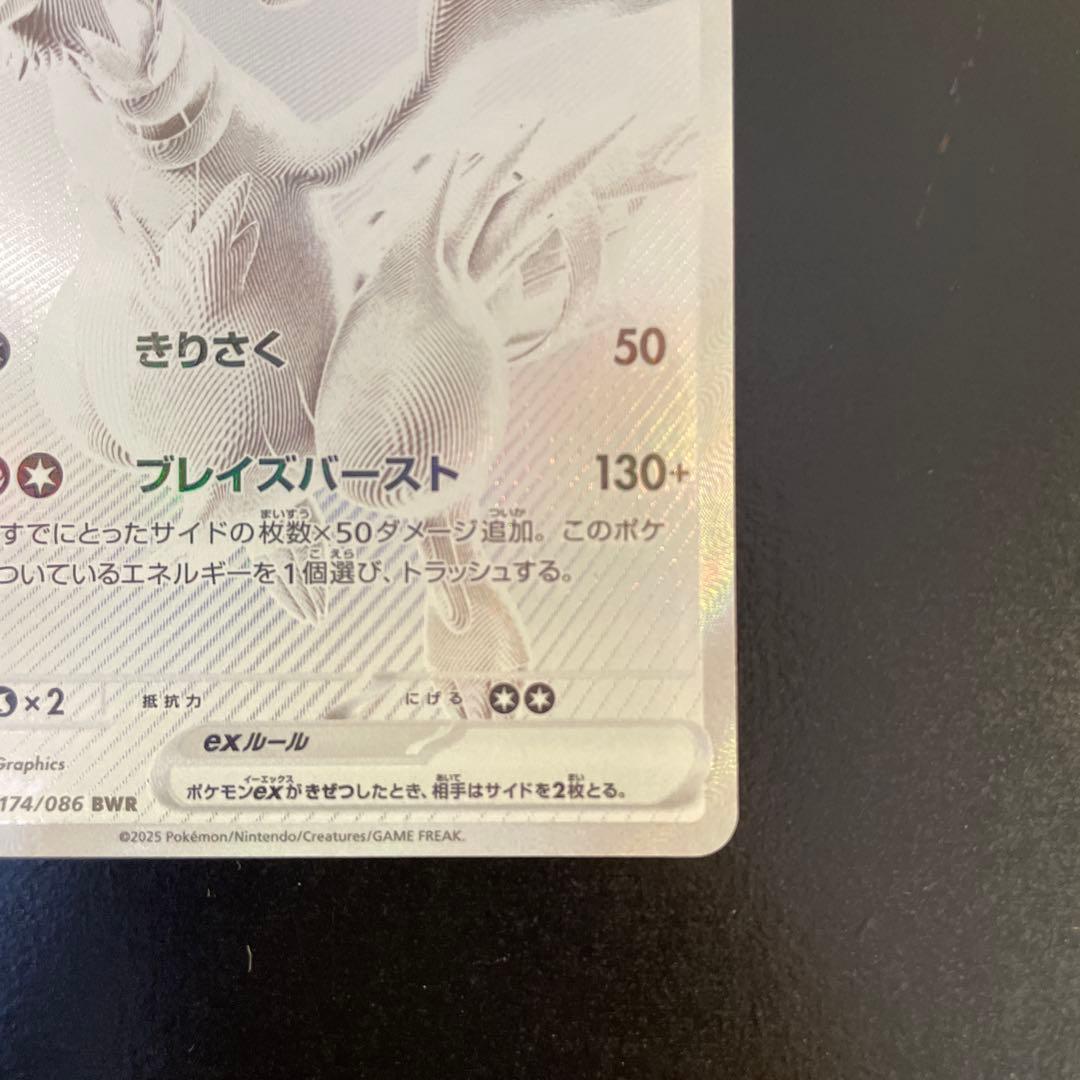 きりさく 50
ブレイズバースト 130+
すでにとったサイドの枚数×50ダメージ追加。このポケ
ついているエネルギーを1個選び、トラッシュする。
×2 抵抗力 にげる
exルール
Graphics
ポケモンexがきぜつしたとき、相手はサイドを2枚とる。
174/086 BWR
©2025 Pokémon/Nintendo/Creatures/GAME FREAK.